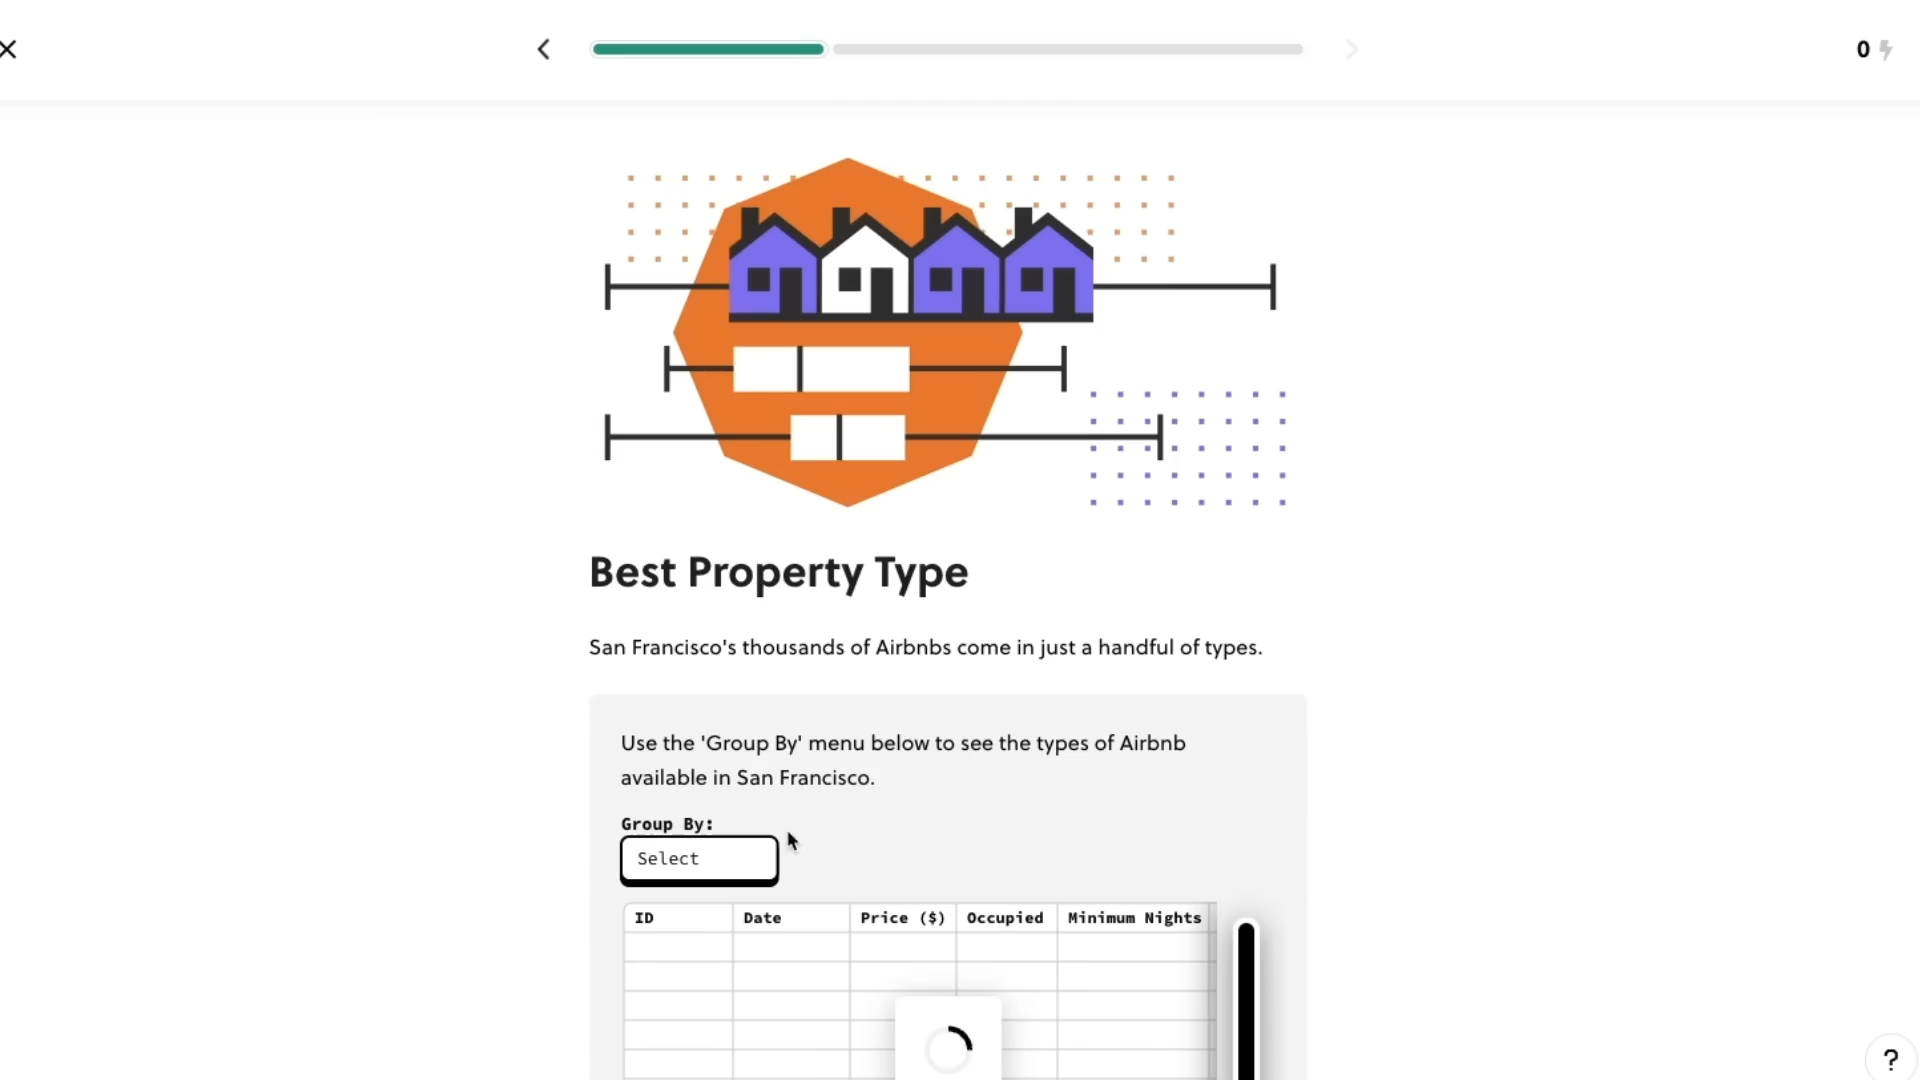 0
Best Property Type
San Francisco's thousands of Airbnbs come in just a handful of types.
Use the 'Group By' menu below to see the types of Airbnb
available in San Francisco.
Group By:
Select
ID Date Price ($) Occupied Minimum Nights
?